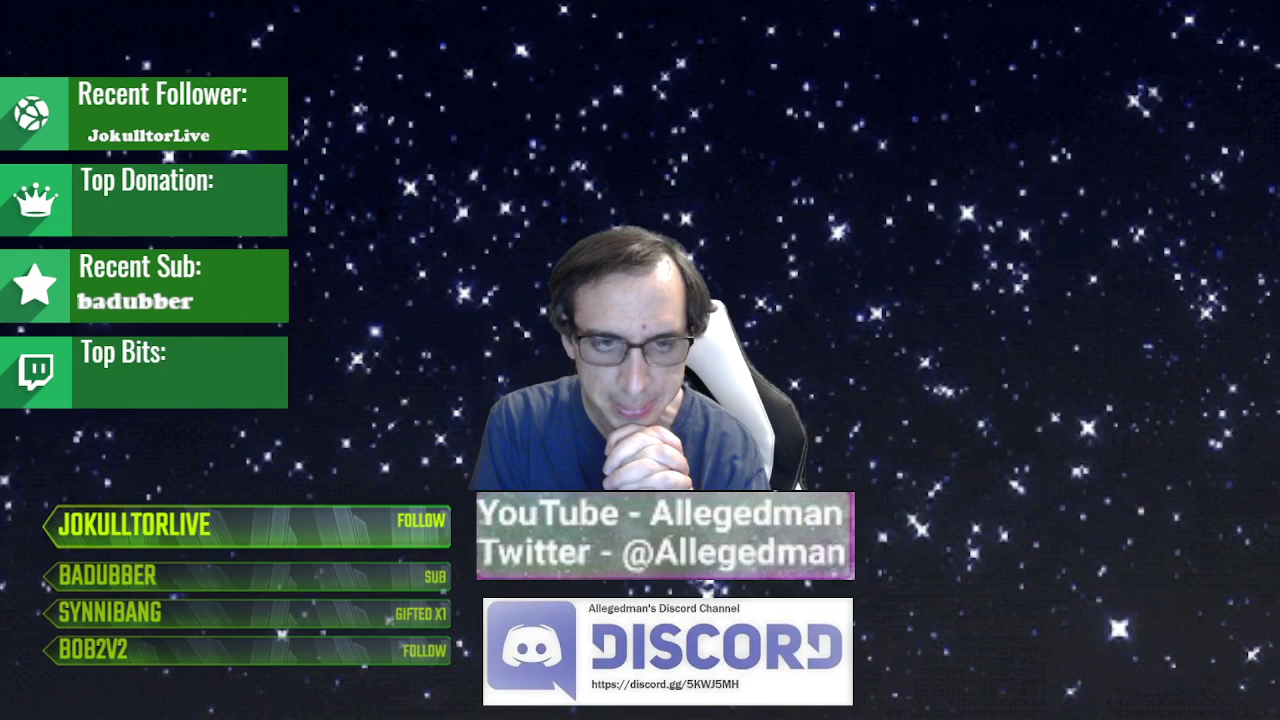 Recent Follower:
JokulltorLive
Top Donation:
Recent Sub:
badubber
Top Bits:
JOKULLTORLIVE FOLLOW
BADUBBER SUB
SYNNIBANG GIFTED X1
BOB2V2 FOLLOW
YouTube - Allegedman
Twitter - @Allegedman
Allegedman's Discord Channel
DISCORD
https://discord.gg/5KWJ5MH